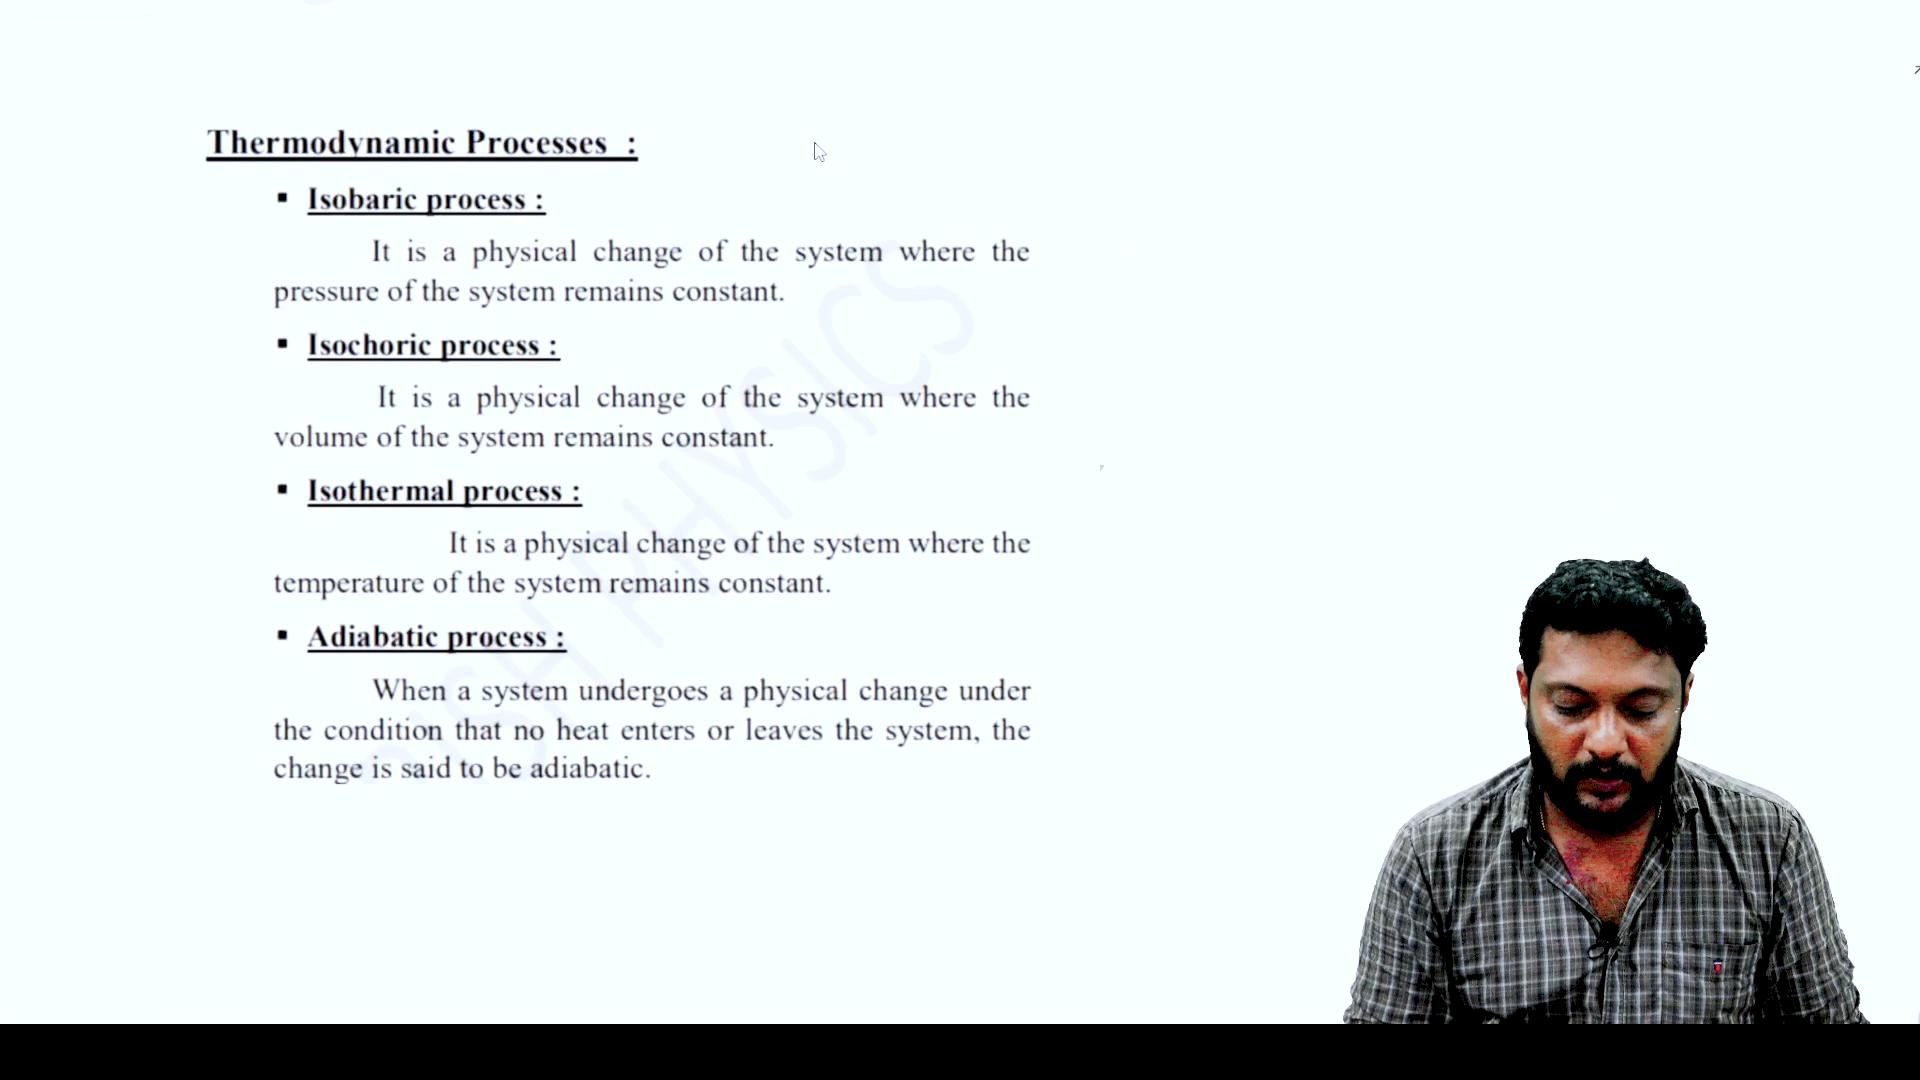 Thermodynamic Processes :
▪ Isobaric process :
It is a physical change of the system where the
pressure of the system remains constant.
▪ Isochoric process :
It is a physical change of the system where the
volume of the system remains constant.
▪ Isothermal process :
It is a physical change of the system where the
temperature of the system remains constant.
▪ Adiabatic process :
When a system undergoes a physical change under
the condition that no heat enters or leaves the system, the
change is said to be adiabatic.
PHYSICS